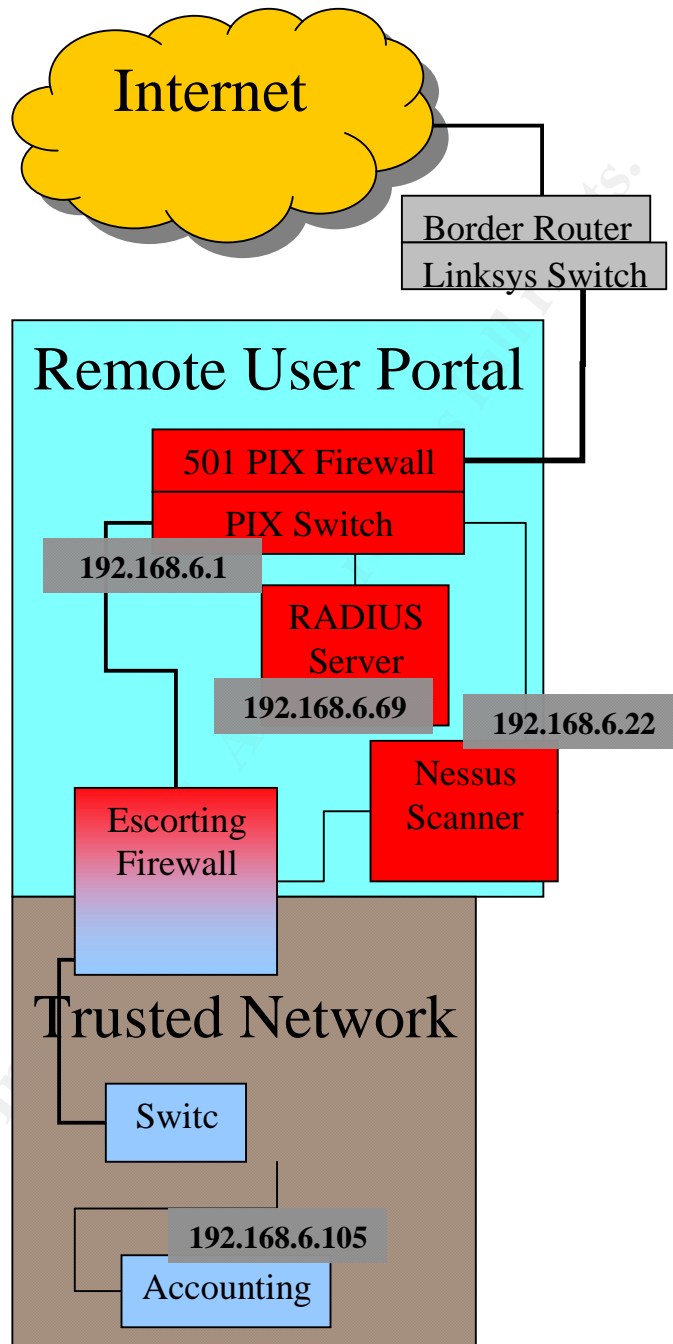 Internet
Border Router
Linksys Switch
Remote User Portal
501 PIX Firewall
PIX Switch
192.168.6.1
RADIUS
Server
192.168.6.69
192.168.6.22
Nessus
Scanner
Escorting
Firewall
Trusted Network
Switc
192.168.6.105
Accounting